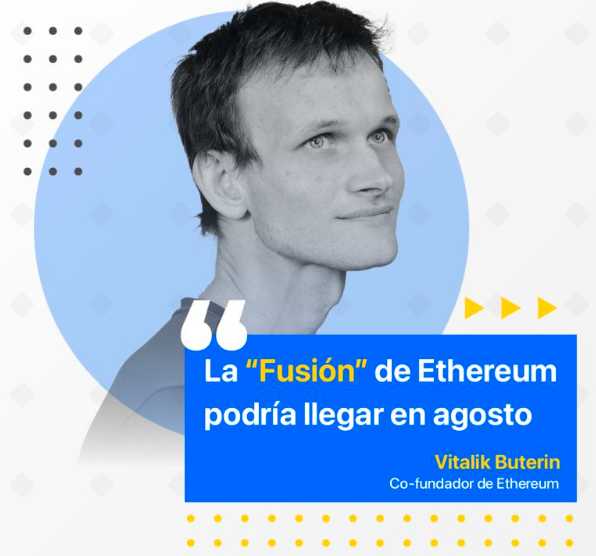 La “Fusión” de Ethereum
podría llegar en agosto
Vitalik Buterin
Co-fundador de Ethereum